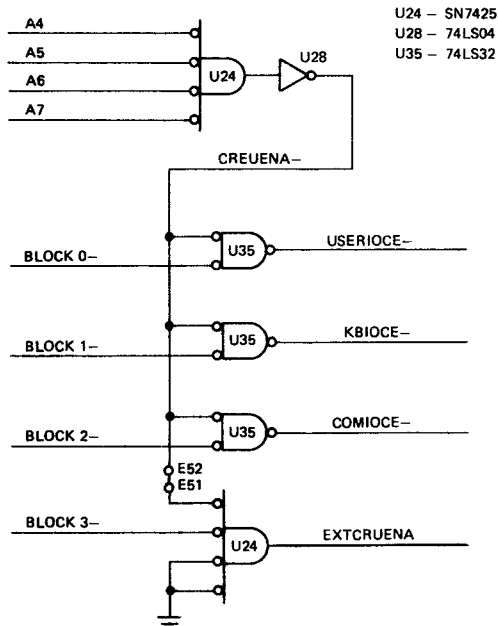 U24 – SN7425
U28 – 74LS04
U35 – 74LS32
A4
A5
A6
A7
U24
U28
CREUENA–
BLOCK 0–
U35
USERIOCE–
BLOCK 1–
U35
KBIOCE–
BLOCK 2–
U35
COMIOCE–
E52
E51
BLOCK 3–
U24
EXTCRUENA